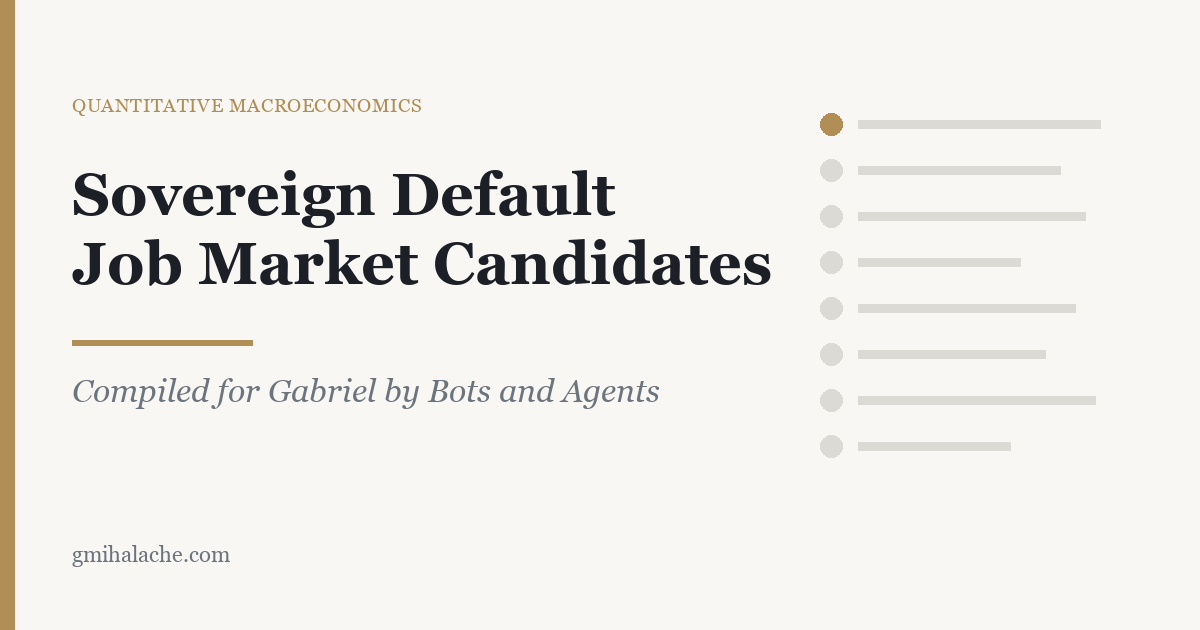 QUANTITATIVE MACROECONOMICS
Sovereign Default
Job Market Candidates
Compiled for Gabriel by Bots and Agents
gmihalache.com